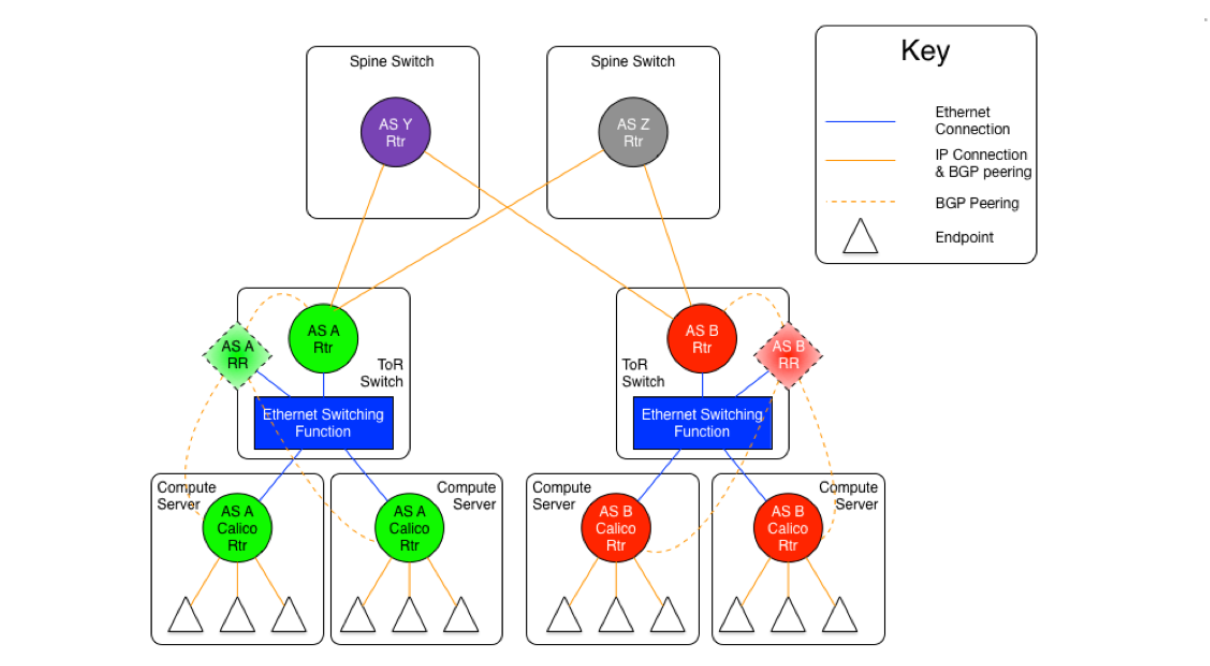 Spine Switch
AS Y
Rtr
Spine Switch
AS Z
Rtr
Key
Ethernet
Connection
IP Connection
& BGP peering
BGP Peering
Endpoint
AS A
RR
AS A
Rtr
ToR
Switch
Ethernet Switching
Function
AS B
Rtr
AS B
RR
ToR
Switch
Ethernet Switching
Function
Compute
Server
AS A
Calico
Rtr
Compute
Server
AS A
Calico
Rtr
Compute
Server
AS B
Calico
Rtr
Compute
Server
AS B
Calico
Rtr